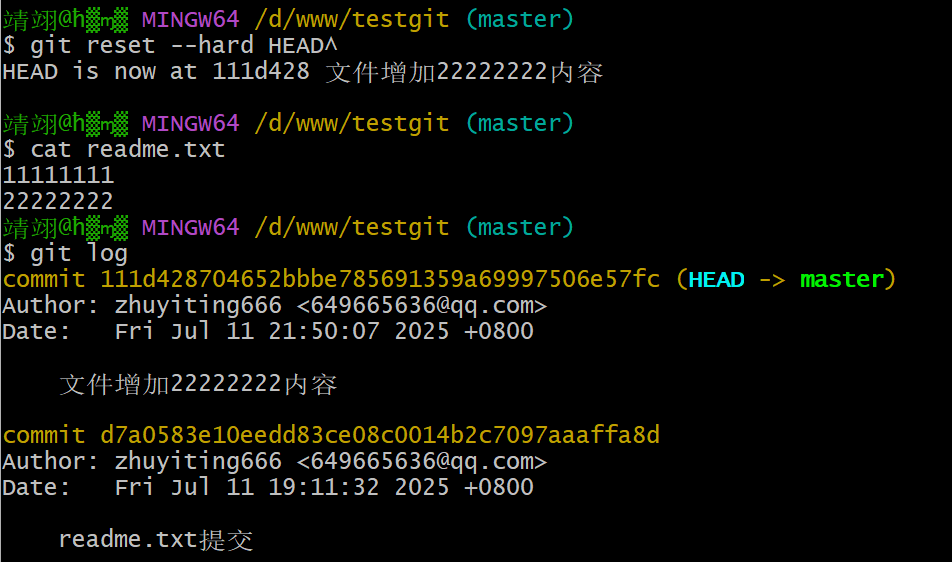 靖翊@ħ▒ጠ▒ MINGW64 /d/www/testgit (master)
$ git reset --hard HEAD^
HEAD is now at 111d428 文件增加22222222内容
靖翊@ħ▒ጠ▒ MINGW64 /d/www/testgit (master)
$ cat readme.txt
11111111
22222222
靖翊@ħ▒ጠ▒ MINGW64 /d/www/testgit (master)
$ git log
commit 111d428704652bbbe785691359a69997506e57fc (HEAD -> master)
Author: zhuyiting666 <649665636@qq.com>
Date:   Fri Jul 11 21:50:07 2025 +0800
文件增加22222222内容
commit d7a0583e10eedd83ce08c0014b2c7097aaaffa8d
Author: zhuyiting666 <649665636@qq.com>
Date:   Fri Jul 11 19:11:32 2025 +0800
readme.txt提交